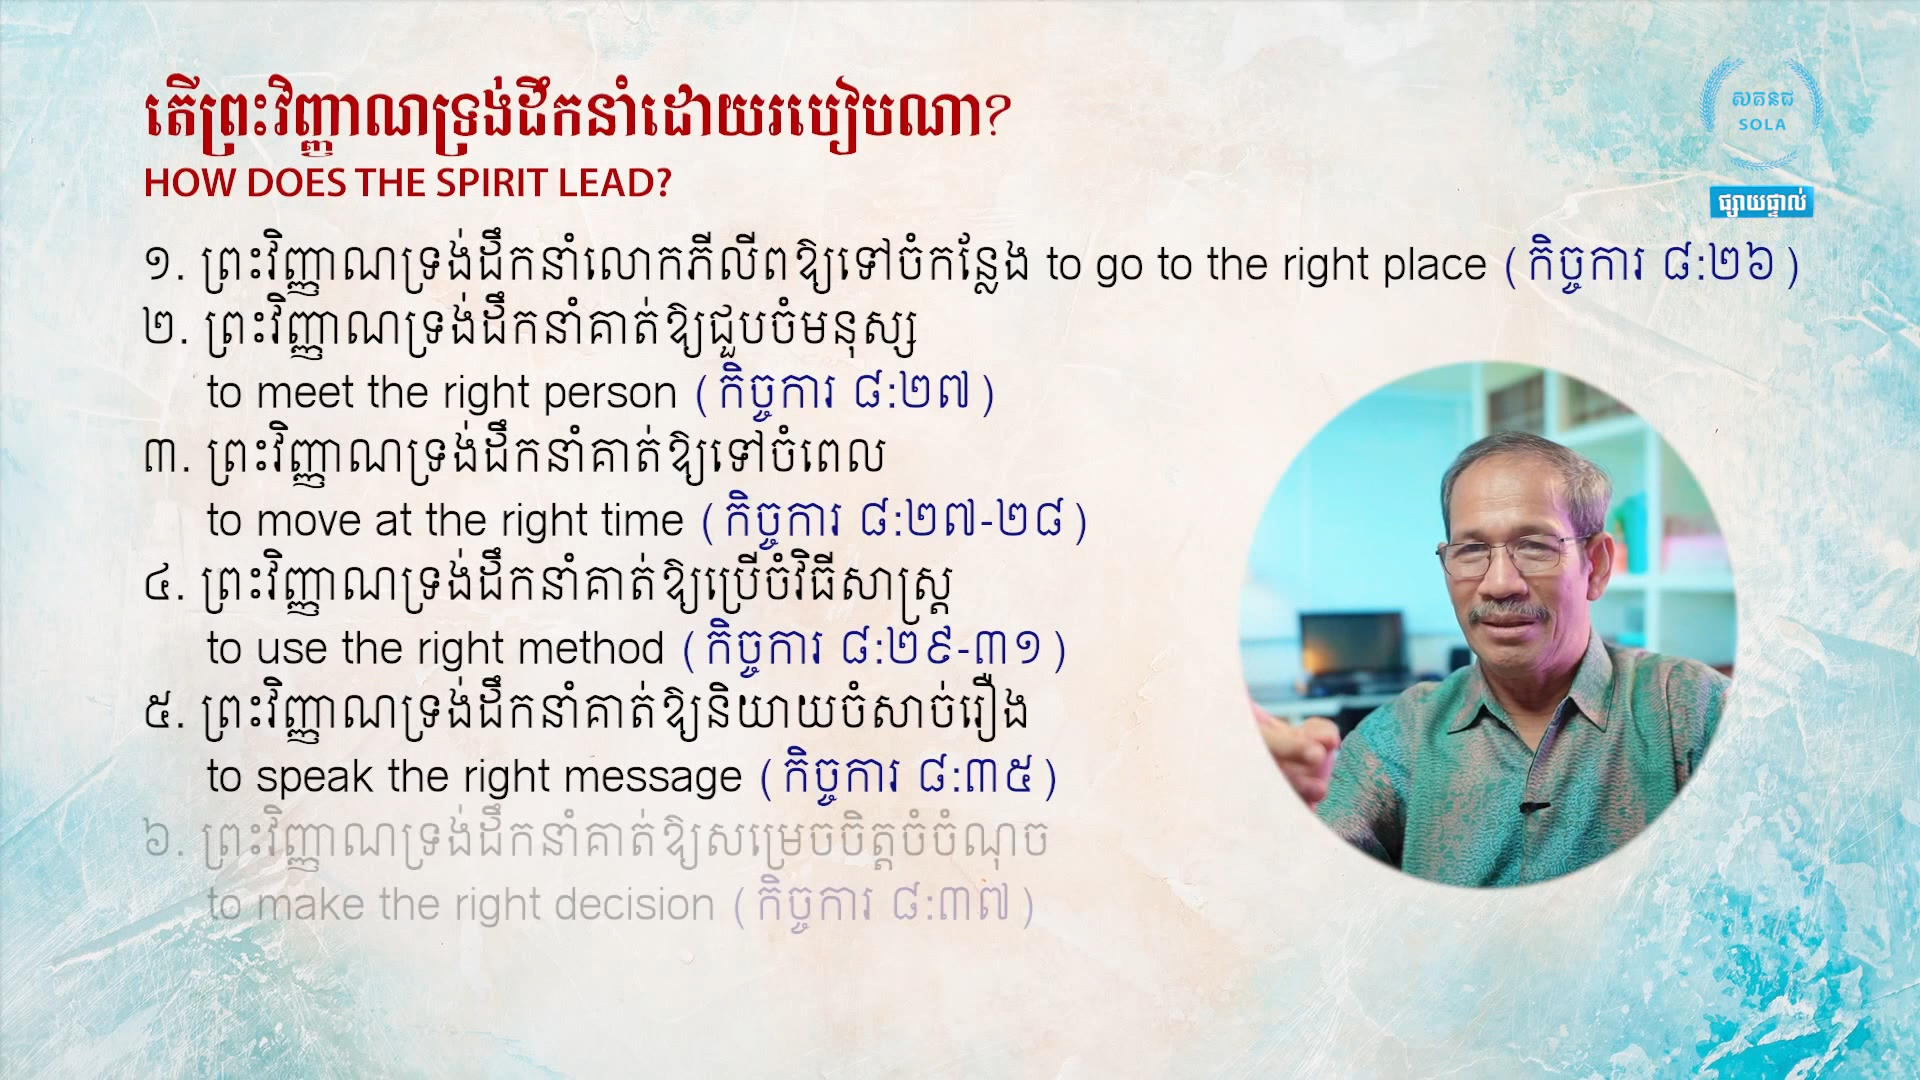 តើព្រះវិញ្ញាណទ្រង់ដឹកនាំដោយរបៀបណា?
HOW DOES THE SPIRIT LEAD?
សគនជ
SOLA
ផ្សាយផ្ទាល់
១. ព្រះវិញ្ញាណទ្រង់ដឹកនាំលោកភីលីពឱ្យទៅចំកន្លែង to go to the right place (កិច្ចការ ៨:២៦)
២. ព្រះវិញ្ញាណទ្រង់ដឹកនាំគាត់ឱ្យជួបចំមនុស្ស
to meet the right person (កិច្ចការ ៨:២៧)
៣. ព្រះវិញ្ញាណទ្រង់ដឹកនាំគាត់ឱ្យទៅចំពេល
to move at the right time (កិច្ចការ ៨:២៧-២៨)
៤. ព្រះវិញ្ញាណទ្រង់ដឹកនាំគាត់ឱ្យប្រើចំវិធីសាស្ត្រ
to use the right method (កិច្ចការ ៨:២៩-៣១)
៥. ព្រះវិញ្ញាណទ្រង់ដឹកនាំគាត់ឱ្យនិយាយចំសាច់រឿង
to speak the right message (កិច្ចការ ៨:៣៥)
៦. ព្រះវិញ្ញាណទ្រង់ដឹកនាំគាត់ឱ្យសម្រេចចិត្តចំចំណុច
to make the right decision (កិច្ចការ ៨:៣៧)